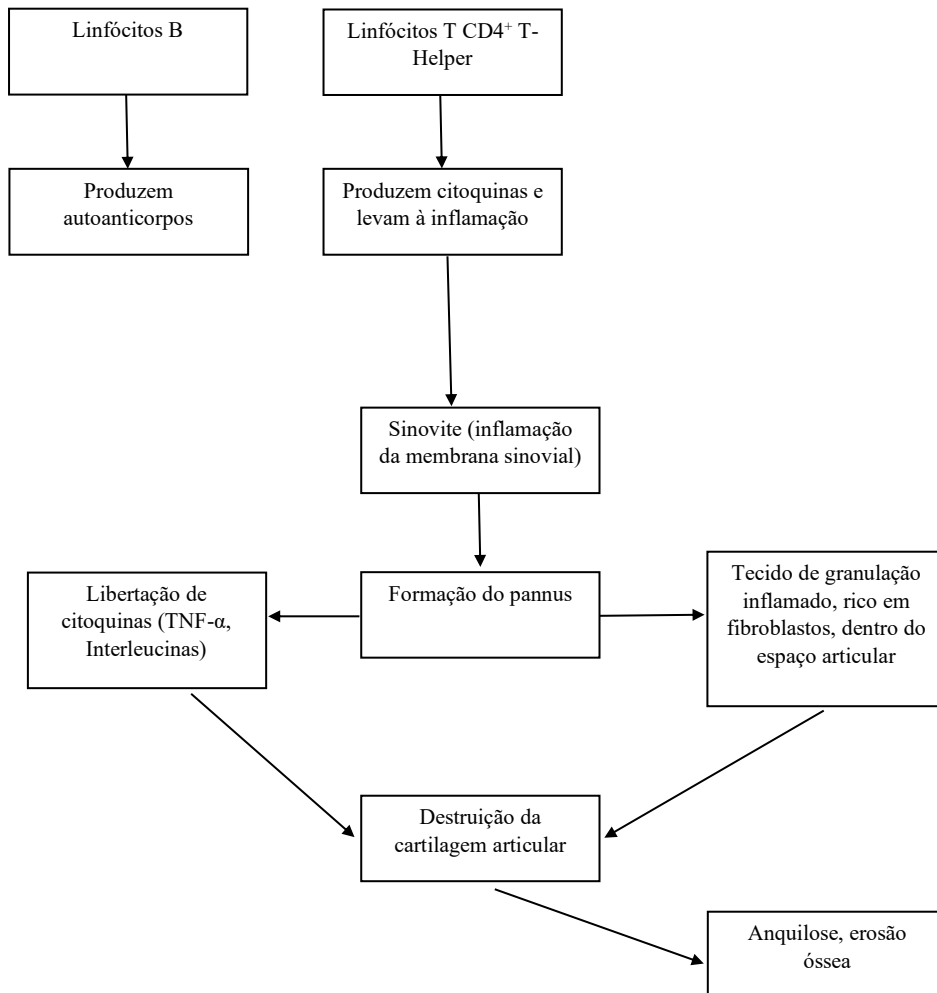 Linfócitos B
Linfócitos T CD4⁺ T-
Helper
Produzem
autoanticorpos
Produzem citoquinas e
levam à inflamação
Sinovite (inflamação
da membrana sinovial)
Libertação de
citoquinas (TNF-α,
Interleucinas)
Formação do pannus
Tecido de granulação
inflamado, rico em
fibroblastos, dentro do
espaço articular
Destruição da
cartilagem articular
Anquilose, erosão
óssea